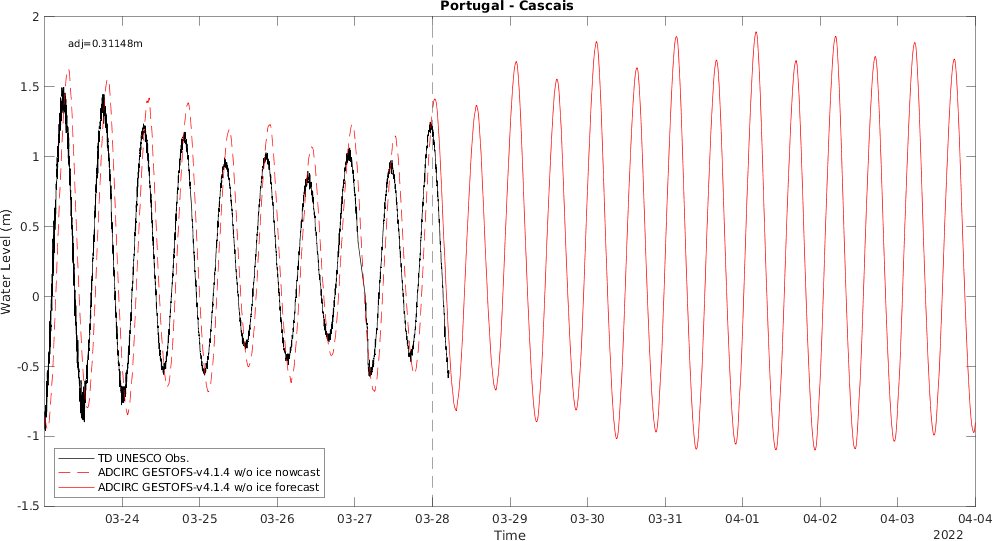 Portugal - Cascais
adj=0.31148m
Water Level (m)
2
1.5
1
0.5
0
-0.5
-1
-1.5
TD UNESCO Obs.
ADCIRC GESTOFS-v4.1.4 w/o ice nowcast
ADCIRC GESTOFS-v4.1.4 w/o ice forecast
03-24 03-25 03-26 03-27 03-28 03-29 03-30 03-31 04-01 04-02 04-03 04-04
Time
2022